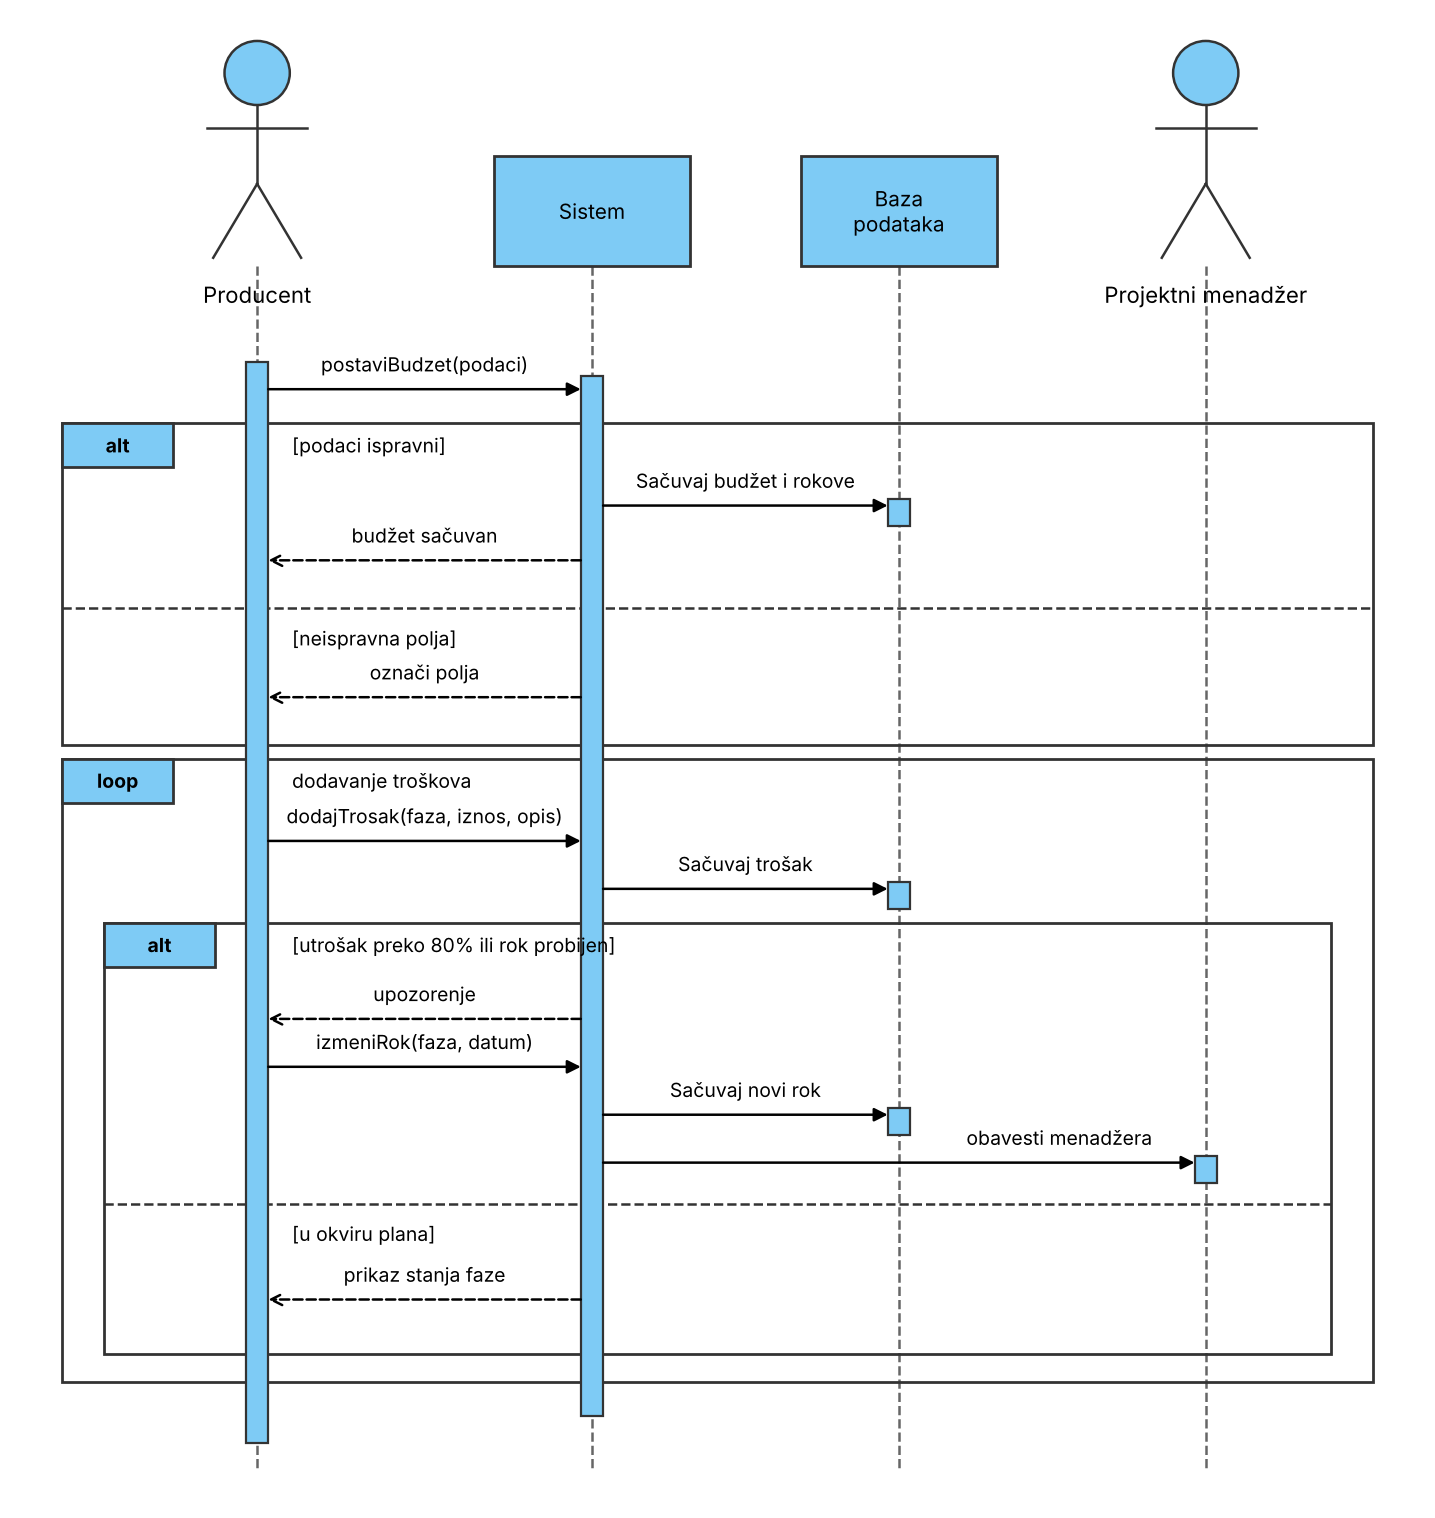 Sistem
Baza
podataka
Producent
Projektni menadžer
postaviBudzet(podaci)
alt
[podaci ispravni]
Sačuvaj budžet i rokove
budžet sačuvan
[neispravna polja]
označi polja
loop
dodavanje troškova
dodajTrosak(faza, iznos, opis)
Sačuvaj trošak
alt
[utrošak preko 80% ili rok probijen]
upozorenje
izmeniRok(faza, datum)
Sačuvaj novi rok
obavesti menadžera
[u okviru plana]
prikaz stanja faze